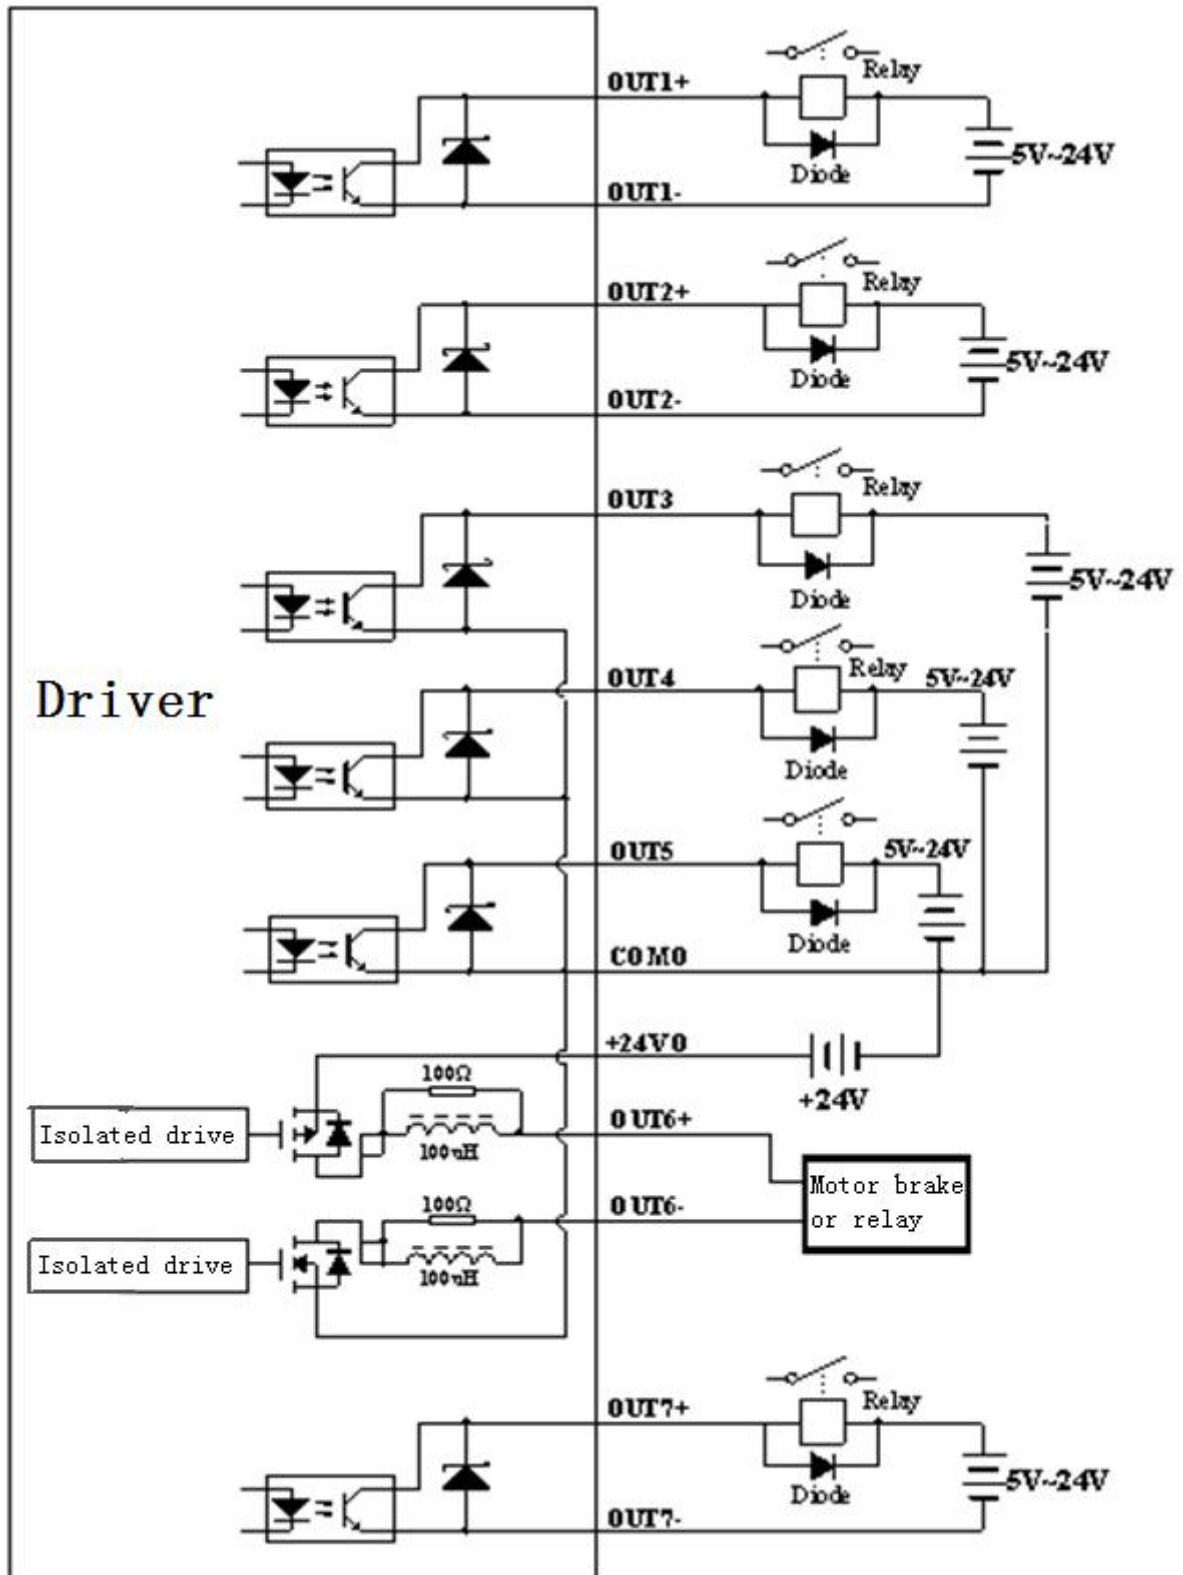 Relay
OUT1+
5V~24V
Diode
OUT1-
Relay
OUT2+
5V~24V
Diode
OUT2-
Relay
OUT3
5V~24V
Diode
Driver
OUT4
Relay
5V~24V
Diode
OUT5
5V~24V
Diode
COM0
+24V0
100Ω
+24V
Isolated drive
OUT6+
100uH
Motor brake
or relay
100Ω
OUT6-
Isolated drive
100uH
Relay
OUT7+
5V~24V
Diode
OUT7-